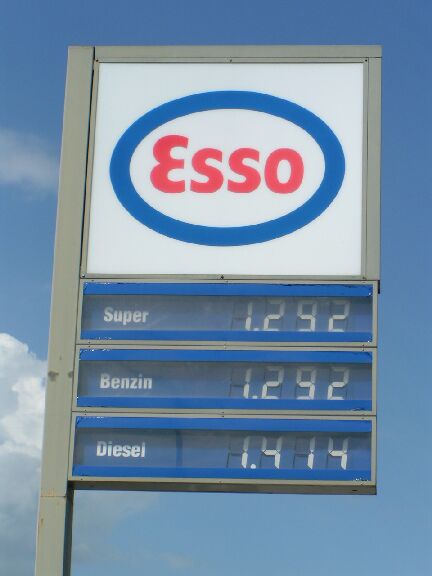 Esso
Super 1.292
Benzin 1.292
Diesel 1.414